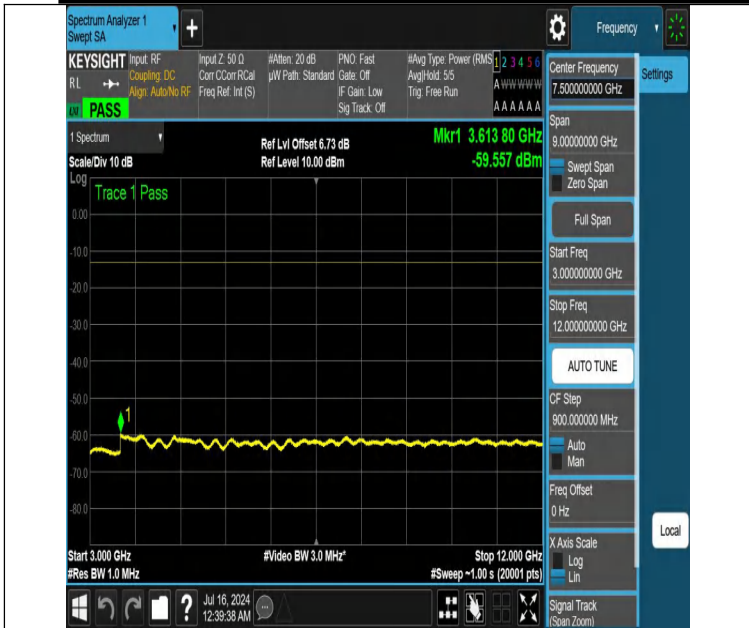 Spectrum Analyzer 1
Swept SA
Frequency
KEYSIGHT
RL
PASS
Input: RF
Coupling: DC
Align: Auto/No RF
Input Z: 50 Ω
Corr CCorr RCal
Freq Ref: Int (S)
#Atten: 20 dB
µW Path: Standard
PNO: Fast
Gate: Off
IF Gain: Low
Sig Track: Off
#Avg Type: Power (RMS
Avg|Hold: 5/5
Trig: Free Run
1 2 3 4 5 6
A W W W W W
A A A A A A
1 Spectrum
Scale/Div 10 dB
Ref Lvl Offset 6.73 dB
Ref Level 10.00 dBm
Mkr1 3.613 80 GHz
-59.557 dBm
Log
Trace 1 Pass
0.00
-10.0
-20.0
-30.0
-40.0
-50.0
-60.0
-70.0
-80.0
1
Start 3.000 GHz
#Res BW 1.0 MHz
#Video BW 3.0 MHz*
Stop 12.000 GHz
#Sweep ~1.00 s (20001 pts)
Jul 16, 2024
12:39:38 AM
Center Frequency
7.500000000 GHz
Settings
Span
9.00000000 GHz
Swept Span
Zero Span
Full Span
Start Freq
3.000000000 GHz
Stop Freq
12.000000000 GHz
AUTO TUNE
CF Step
900.000000 MHz
Auto
Man
Freq Offset
0 Hz
X Axis Scale
Log
Lin
Local
Signal Track
(Span Zoom)